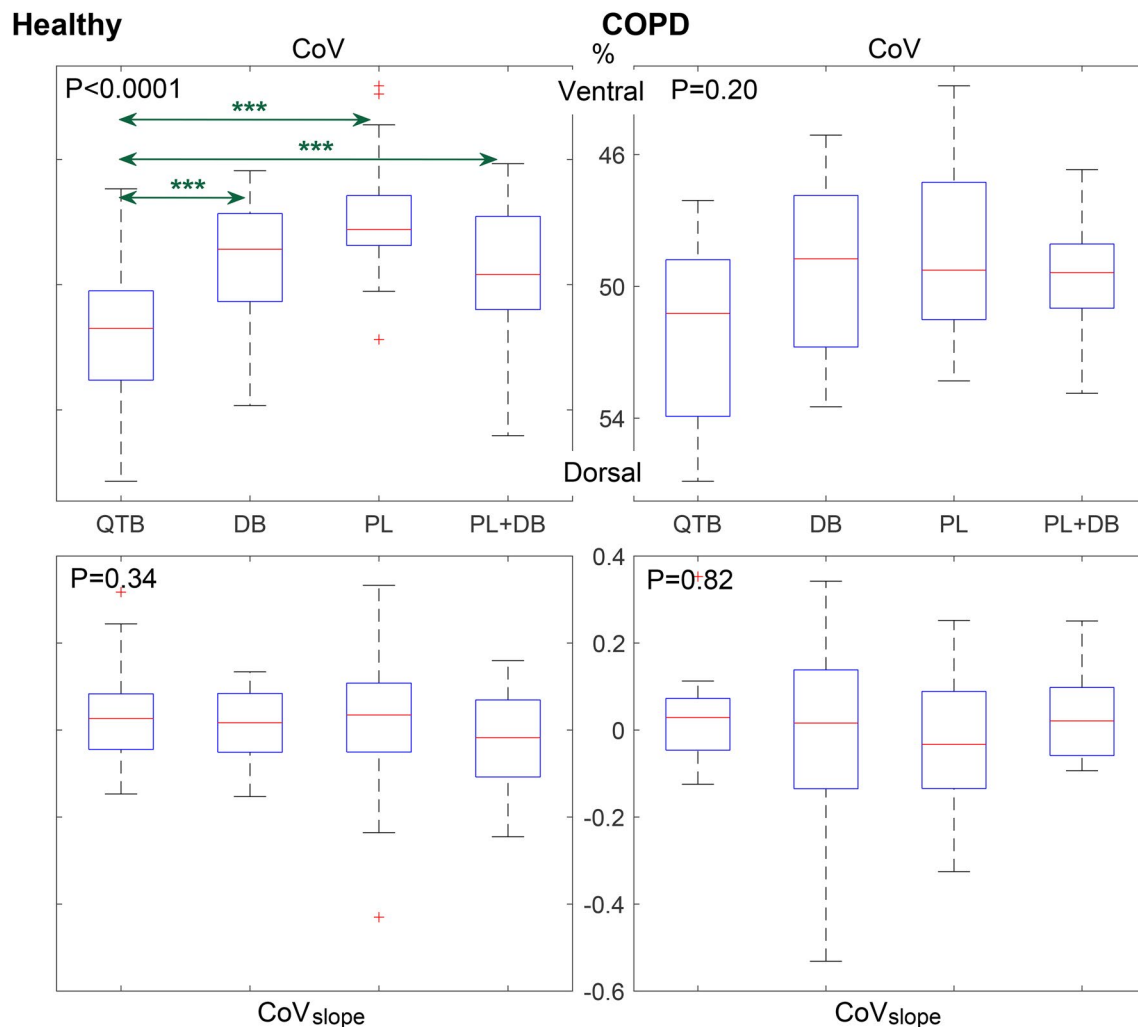 Healthy
COPD
CoV
%
CoV
P<0.0001
Ventral
P=0.20
***
***
***
46
50
54
Dorsal
QTB DB PL PL+DB
QTB DB PL PL+DB
P=0.34
P=0.82
0.4
0.2
0
-0.2
-0.4
-0.6
CoVslope
CoVslope